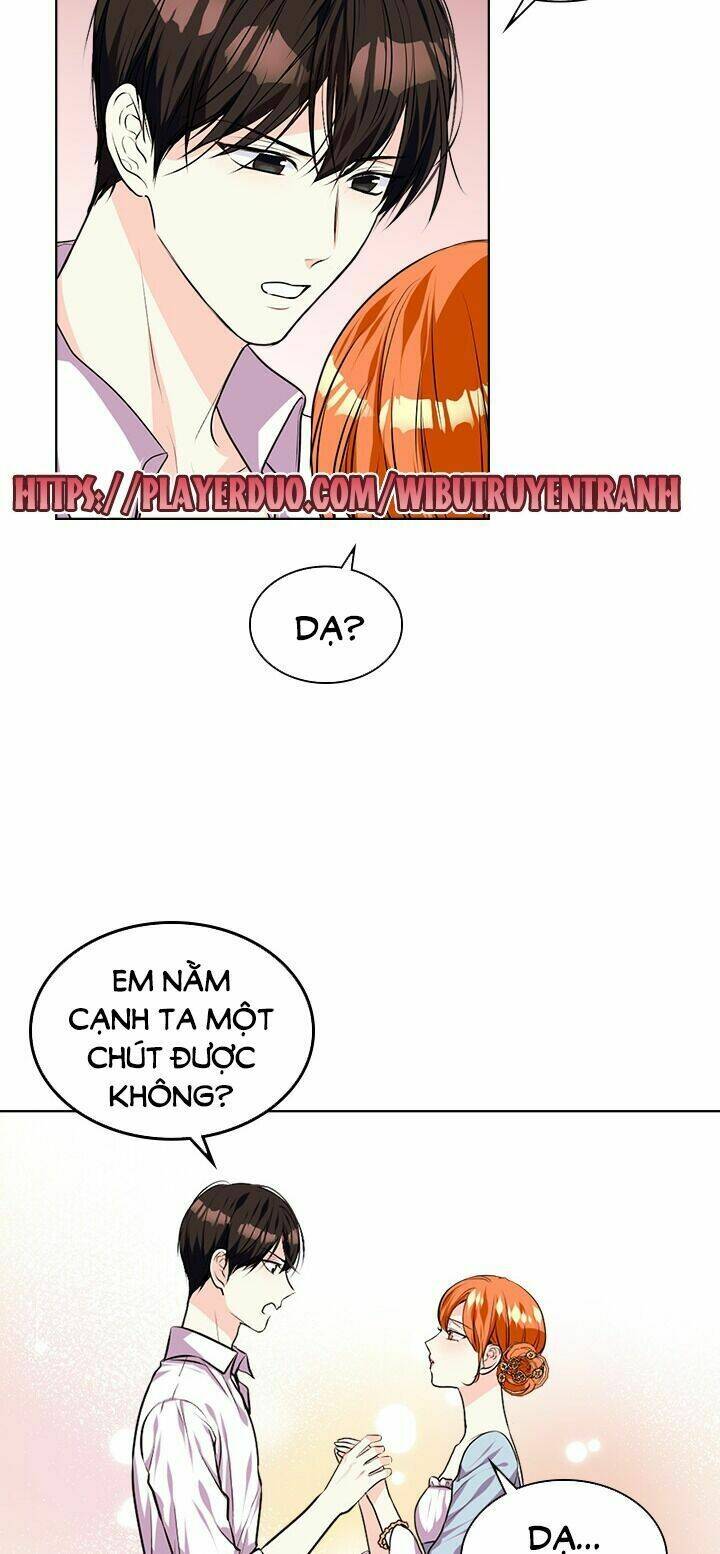 HTTPS://PLAYERDUO.COM/WIBUTRUYENTRANH
DẠ?
EM NẰM
CẠNH TA MỘT
CHÚT ĐƯỢC
KHÔNG?
DẠ...